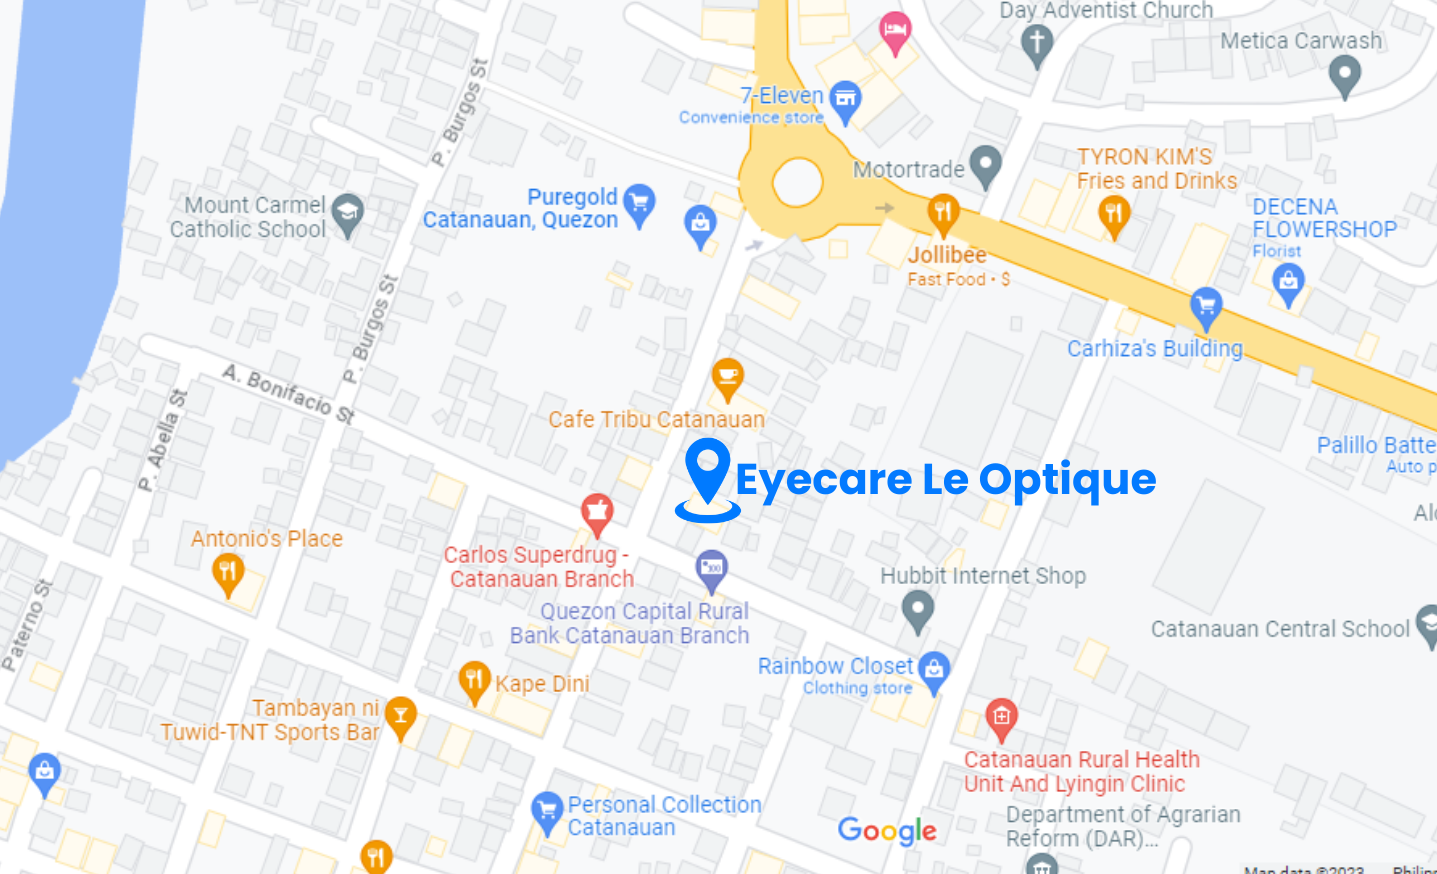 Day Adventist Church
Metica Carwash
P. Burgos St
7-Eleven
Convenience store
Motortrade
TYRON KIM'S
Fries and Drinks
Mount Carmel
Catholic School
Puregold
Catanauan, Quezon
DECENA
FLOWERSHOP
Florist
Jollibee
Fast Food • $
P. Burgos St
Carhiza's Building
A. Bonifacio St
P. Abella St
Cafe Tribu Catanauan
Palillo Batte
Auto p
Eyecare Le Optique
Alc
Antonio's Place
Carlos Superdrug -
Catanauan Branch
100
Hubbit Internet Shop
Paterno St
Quezon Capital Rural
Bank Catanauan Branch
Catanauan Central School
Rainbow Closet
Clothing store
Kape Dini
Tambayan ni
Tuwid-TNT Sports Bar
Catanauan Rural Health
Unit And Lyingin Clinic
Personal Collection
Catanauan
Google
Department of Agrarian
Reform (DAR)...
Map data ©2023
Philipp